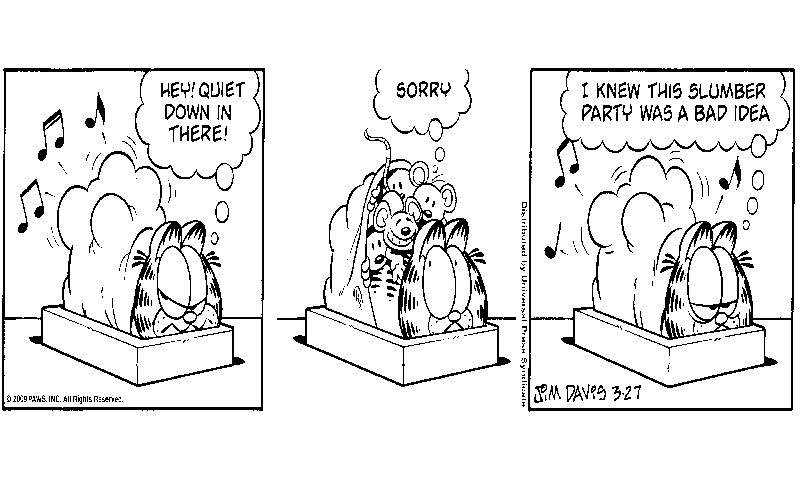 HEY! QUIET
DOWN IN
THERE!
© 2009 PAWS, INC. All Rights Reserved.
SORRY
Distributed by Universal Press Syndicate
I KNEW THIS SLUMBER
PARTY WAS A BAD IDEA
JIM DAVIS 3·27